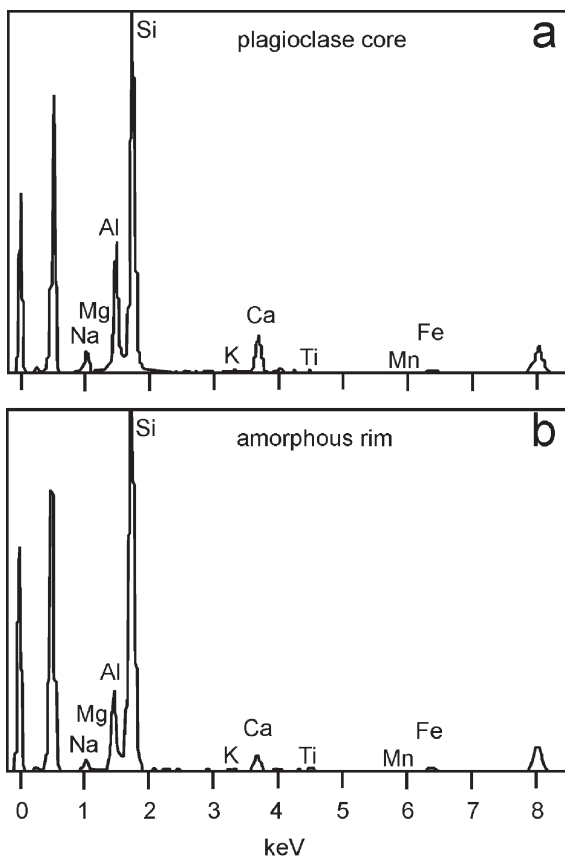 plagioclase core
a
Si
Al
Mg
Na
Ca
K
Ti
Mn
Fe
amorphous rim
b
Si
Al
Mg
Na
Ca
K
Ti
Mn
Fe
0 1 2 3 4 5 6 7 8
keV